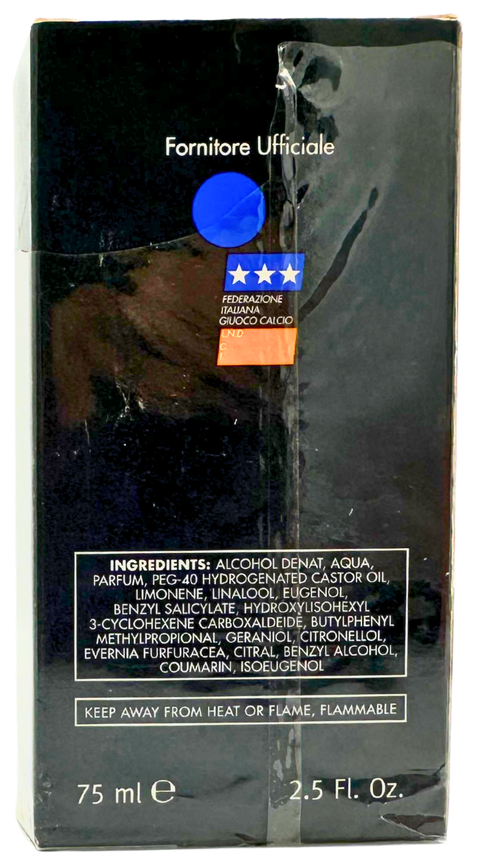 Fornitore Ufficiale
FEDERAZIONE
ITALIANA
GIUOCO CALCIO
L.N.D
INGREDIENTS: ALCOHOL DENAT, AQUA,
PARFUM, PEG-40 HYDROGENATED CASTOR OIL,
LIMONENE, LINALOOL, EUGENOL,
BENZYL SALICYLATE, HYDROXYLISOHEXYL
3-CYCLOHEXENE CARBOXALDEIDE, BUTYLPHENYL
METHYLPROPIONAL, GERANIOL, CITRONELLOL,
EVERNIA FURFURACEA, CITRAL, BENZYL ALCOHOL,
COUMARIN, ISOEUGENOL
KEEP AWAY FROM HEAT OR FLAME, FLAMMABLE
75 ml ℮ 2.5 Fl. Oz.